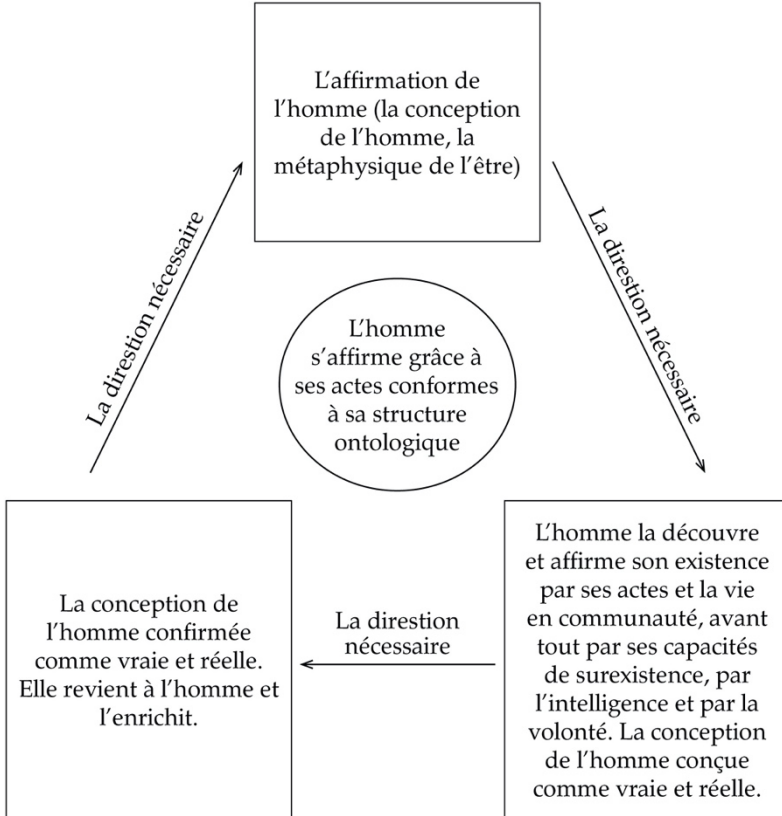 L’affirmation de
l’homme (la conception
de l’homme, la
métaphysique de l’être)
La direction nécessaire
La direction nécessaire
L’homme
s’affirme grâce à
ses actes conformes
à sa structure
ontologique
La conception de
l’homme confirmée
comme vraie et réelle.
Elle revient à l’homme et
l’enrichit.
La direstion
nécessaire
L’homme la découvre
et affirme son existence
par ses actes et la vie
en communauté, avant
tout par ses capacités
de surexistence, par
l’intelligence et par la
volonté. La conception
de l’homme conçue
comme vraie et réelle.